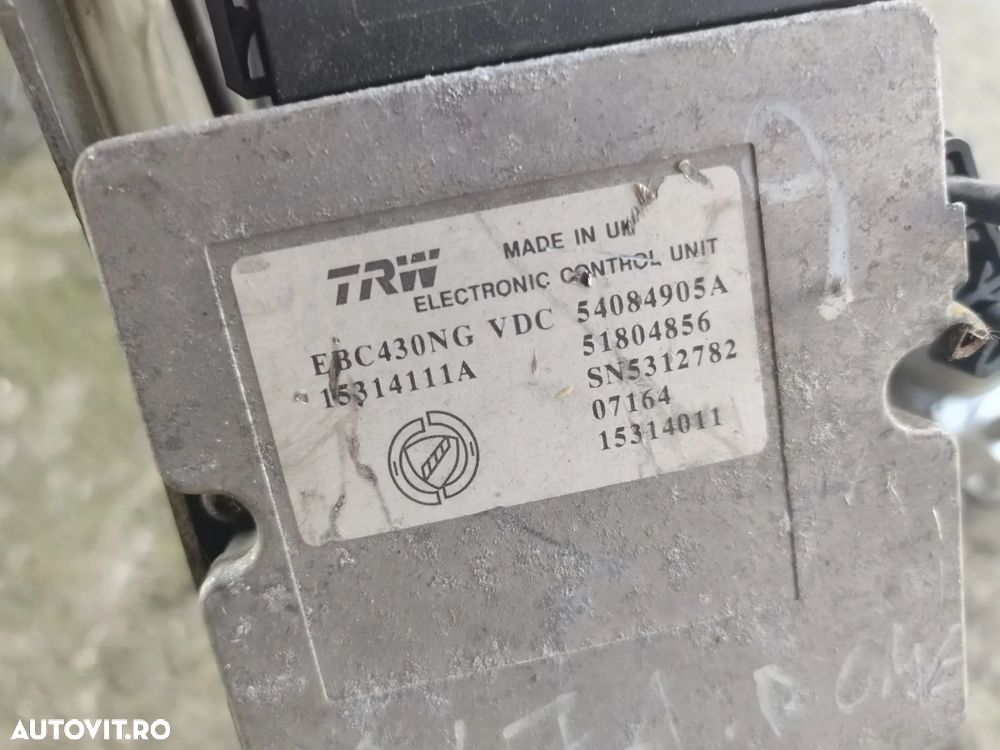 TRW
MADE IN UK
ELECTRONIC CONTROL UNIT
EBC430NG VDC 54084905A
15314111A 51804856
SN5312782
07164
15314011
AUTOVIT.RO